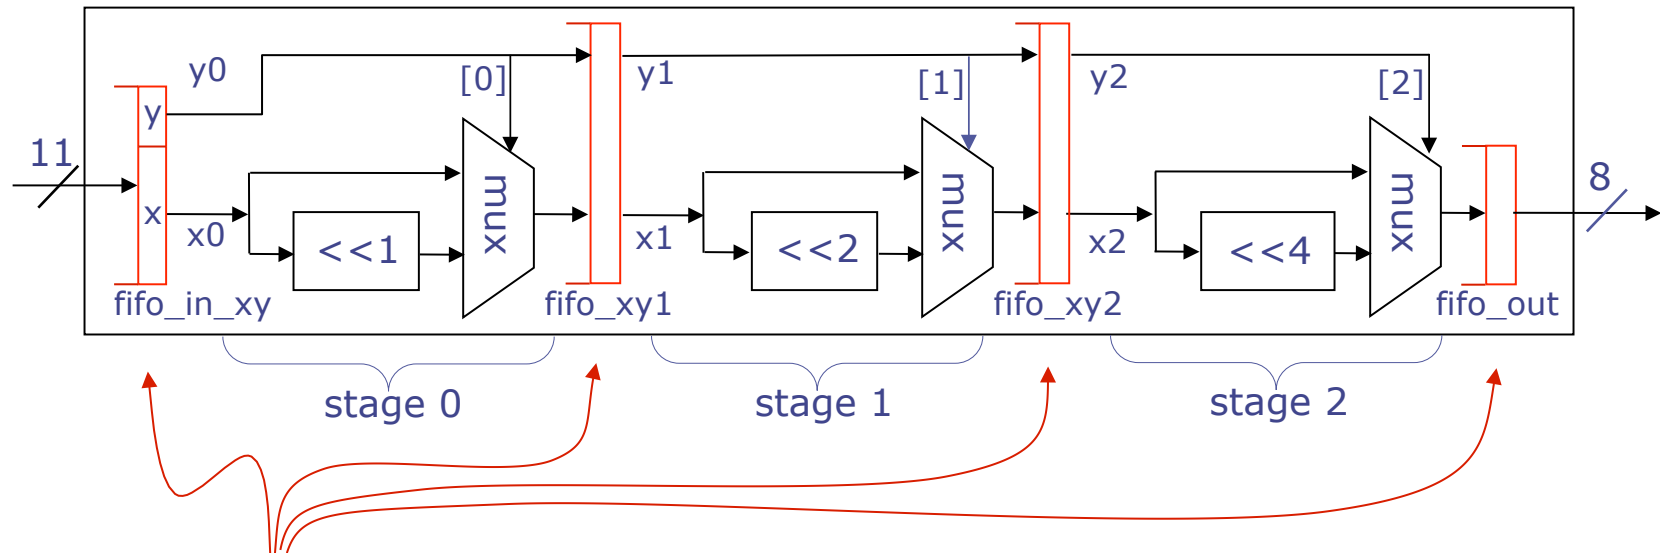 y0
[0]
y1
[1]
y2
[2]
y
11
x
x0
<<1
mux
x1
<<2
mux
x2
<<4
mux
8
fifo_in_xy
fifo_xy1
fifo_xy2
fifo_out
stage 0
stage 1
stage 2